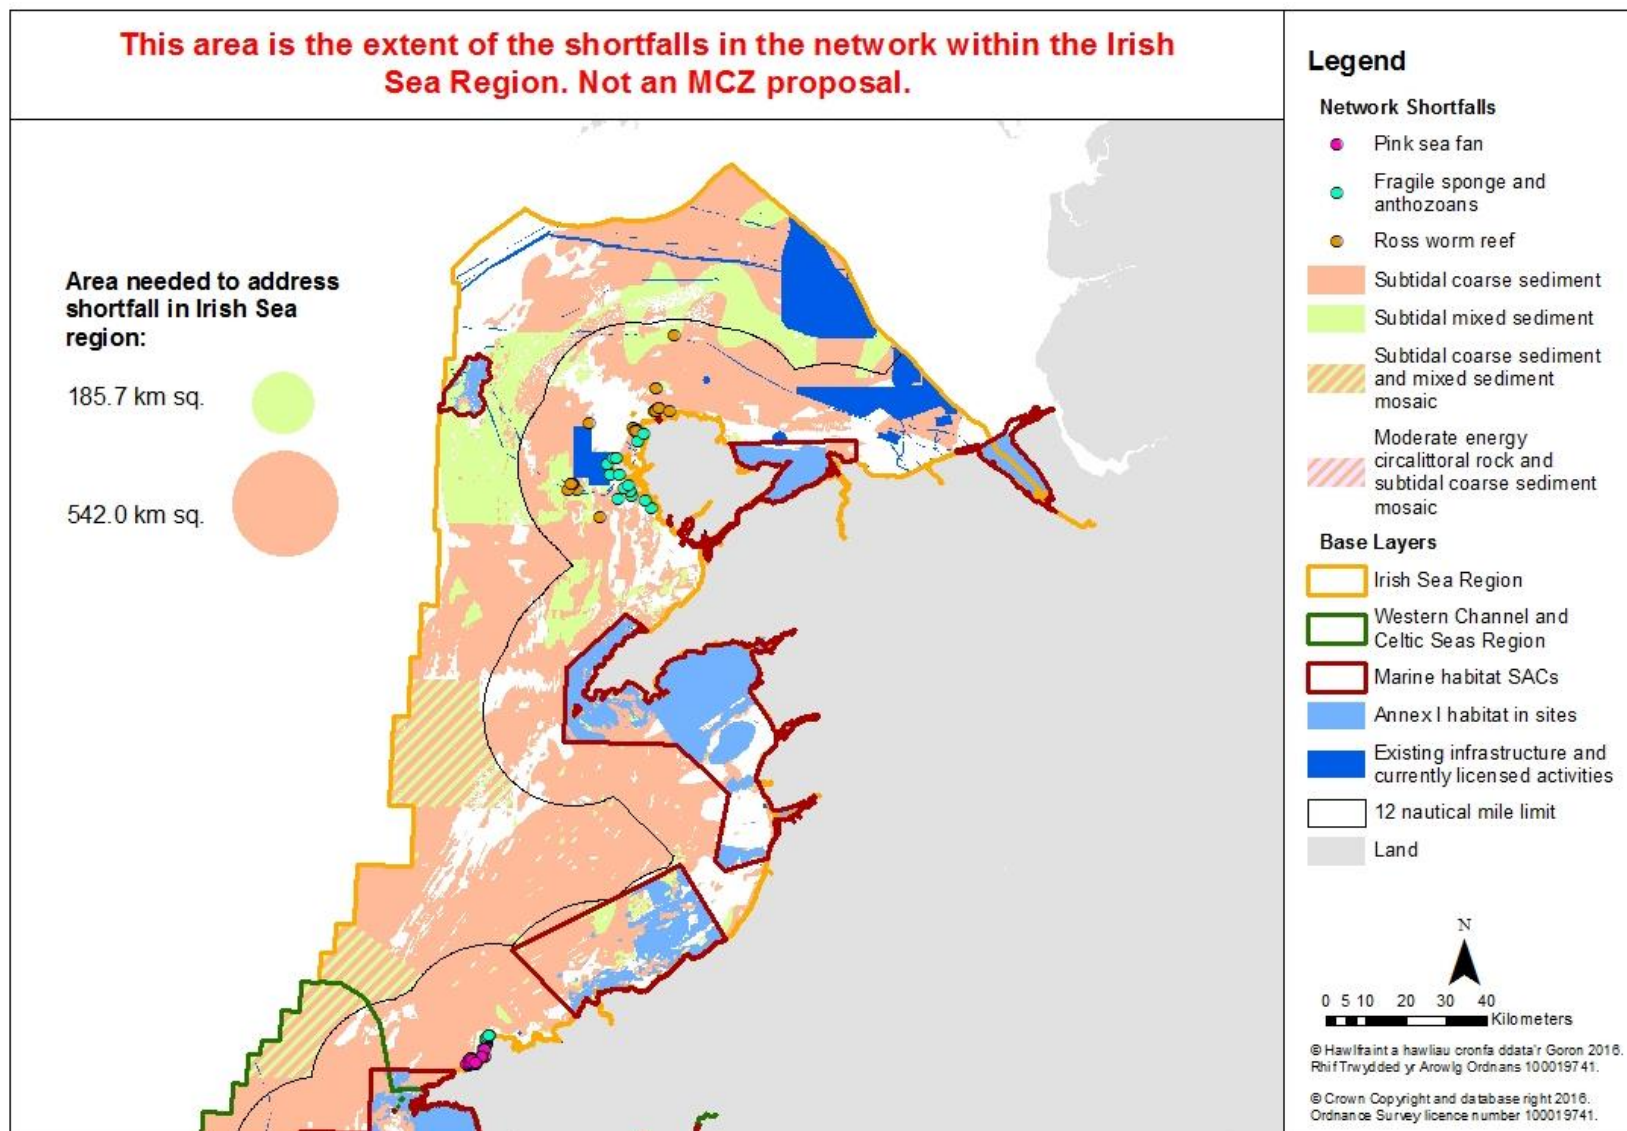 This area is the extent of the shortfalls in the network within the Irish
Sea Region. Not an MCZ proposal.
Area needed to address
shortfall in Irish Sea
region:
185.7 km sq.
542.0 km sq.
Legend
Network Shortfalls
Pink sea fan
Fragile sponge and
anthozoans
Ross worm reef
Subtidal coarse sediment
Subtidal mixed sediment
Subtidal coarse sediment
and mixed sediment
mosaic
Moderate energy
circalittoral rock and
subtidal coarse sediment
mosaic
Base Layers
Irish Sea Region
Western Channel and
Celtic Seas Region
Marine habitat SACs
Annex I habitat in sites
Existing infrastructure and
currently licensed activities
12 nautical mile limit
Land
N
0 5 10 20 30 40
Kilometers
© Hawlfraint a hawliau cronfa ddata'r Goron 2016.
Rhif Trwydded yr Arowlg Ordnans 100019741.
© Crown Copyright and database right 2016.
Ordnance Survey licence number 100019741.